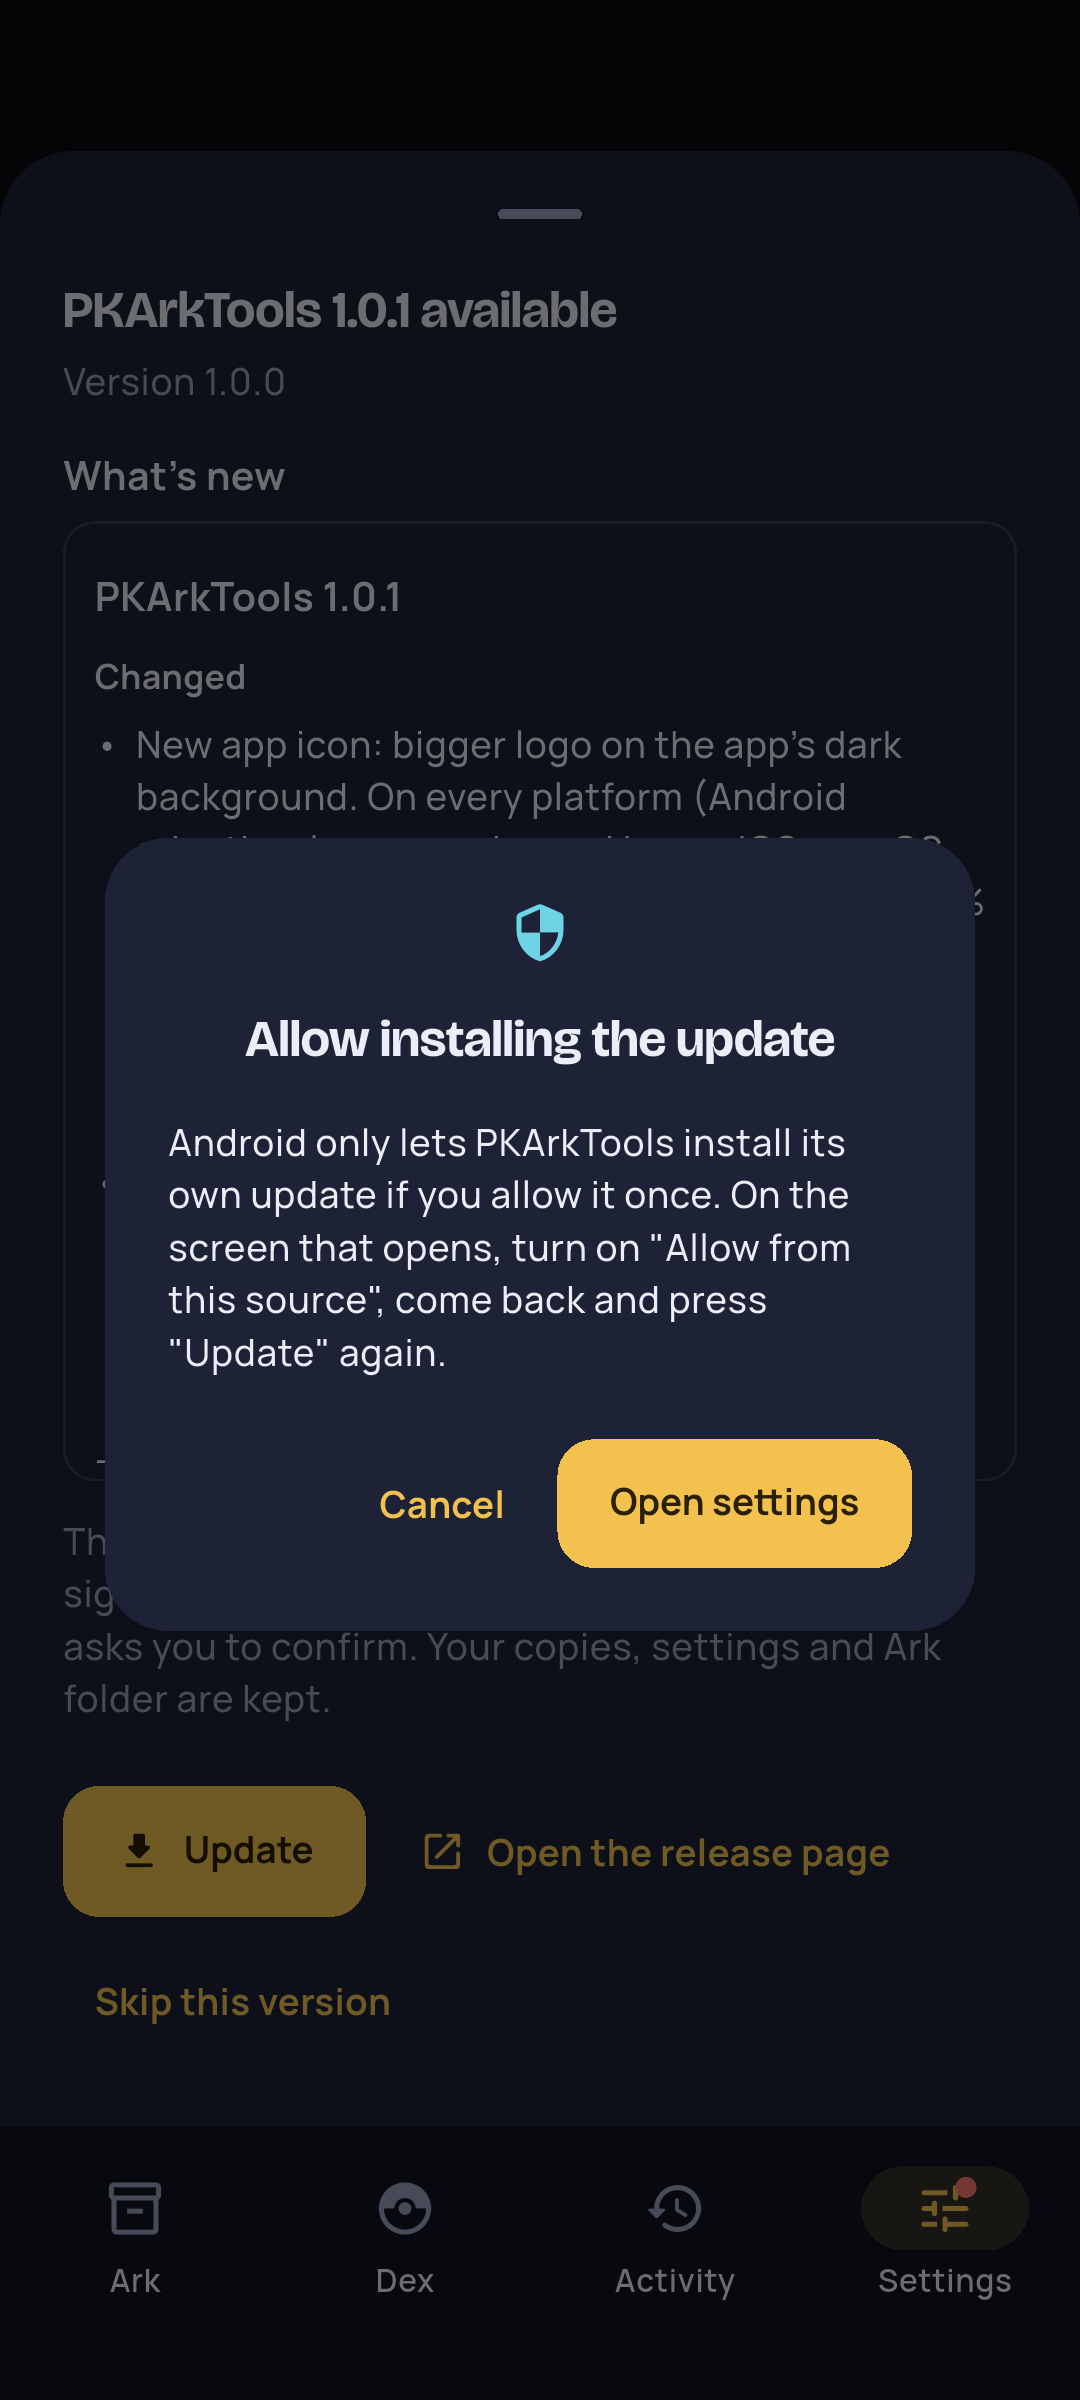 PKArkTools 1.0.1 available
Version 1.0.0
What's new
PKArkTools 1.0.1
Changed
• New app icon: bigger logo on the app's dark
background. On every platform (Android
Allow installing the update
Android only lets PKArkTools install its
own update if you allow it once. On the
screen that opens, turn on "Allow from
this source", come back and press
"Update" again.
Cancel
Open settings
asks you to confirm. Your copies, settings and Ark
folder are kept.
Update
Open the release page
Skip this version
Ark
Dex
Activity
Settings